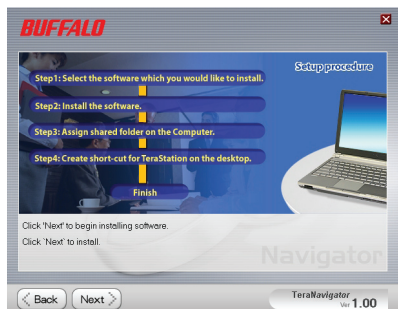 BUFFALO
Setup procedure
Step1: Select the software which you would like to install.
Step2: Install the software.
Step3: Assign shared folder on the Computer.
Step4: Create short-cut for TeraStation on the desktop.
Finish
Click 'Next' to begin installing software.
Click `Next` to install.
Navigator
Back
Next
TeraNavigator
Ver 1.00